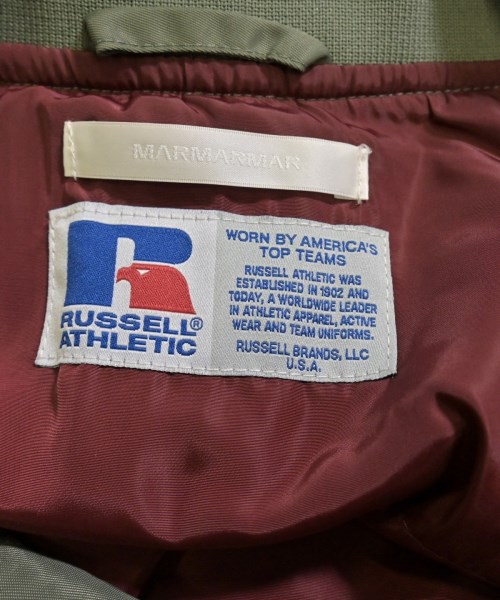 MARMARMAR
RUSSELL®
ATHLETIC
WORN BY AMERICA'S
TOP TEAMS
RUSSELL ATHLETIC WAS
ESTABLISHED IN 1902 AND
TODAY, A WORLDWIDE LEADER
IN ATHLETIC APPAREL, ACTIVE
WEAR AND TEAM UNIFORMS.
RUSSELL BRANDS, LLC
U.S.A.